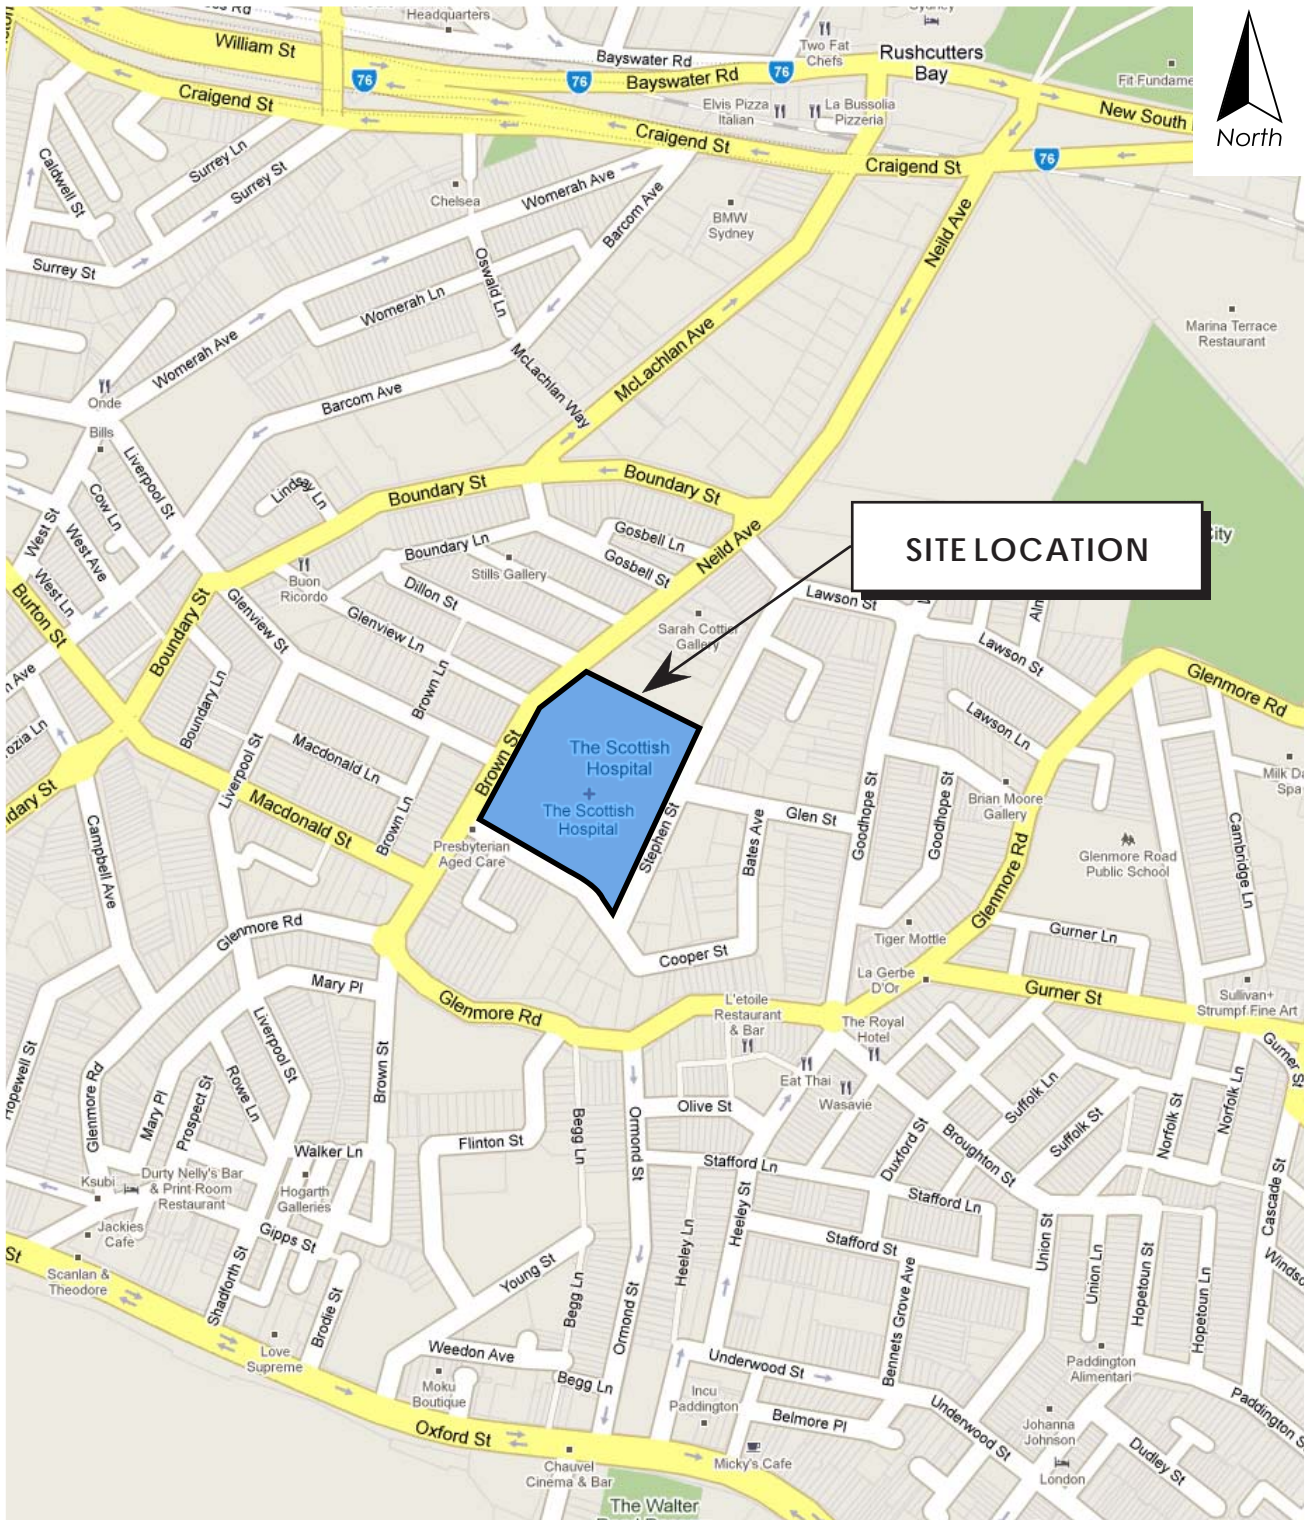 Headquarters
Sydney
William St
Bayswater Rd
Two Fat
Chefs
Rushcutters
Bay
76
76
Bayswater Rd
76
Fit Fundame
Craigend St
Elvis Pizza
Italian
La Bussolia
Pizzeria
New South
North
Craigend St
Craigend St
76
Caldwell St
Surrey Ln
Surrey St
Chelsea
Womerah Ave
Barcom Ave
BMW
Sydney
Neild Ave
Surrey St
Oswald Ln
Womerah Ln
Womerah Ave
McLachlan Ave
McLachlan Way
Marina Terrace
Restaurant
Onde
Barcom Ave
Bills
Liverpool St
Cow Ln
West St
West Ave
West Ln
Lindsay Ln
Boundary St
Boundary St
Gosbell Ln
Gosbell St
Neild Ave
SITE LOCATION
City
Boundary Ln
Stills Gallery
Buon
Ricordo
Dillon St
Burton St
Boundary St
Glenview St
Glenview Ln
Brown Ln
Sarah Cottier
Gallery
Lawson St
Lawson St
Glenmore Rd
Lawson Ln
n Ave
ozia Ln
Boundary Ln
Liverpool St
Macdonald Ln
Brown St
The Scottish
Hospital
The Scottish
Hospital
Stephen St
Glen St
Goodhope St
Goodhope St
Brian Moore
Gallery
Milk Da
Spa
dary St
Macdonald St
Brown Ln
Presbyterian
Aged Care
Bates Ave
Glenmore Rd
Glenmore Road
Public School
Cambridge Ln
Campbell Ave
Glenmore Rd
Cooper St
Tiger Mottle
Gurner Ln
Mary Pl
Glenmore Rd
La Gerbe
D'Or
Gurner St
Sullivan+
Strumpf Fine Art
L'etoile
Restaurant
& Bar
The Royal
Hotel
Gurner St
Hopewell St
Glenmore Rd
Mary Pl
Prospect St
Rowe Ln
Liverpool St
Brown St
Eat Thai
Wasavie
Suffolk Ln
Suffolk St
Norfolk St
Norfolk Ln
Olive St
Begg Ln
Ormond St
Flinton St
Walker Ln
Stafford Ln
Duxford St
Broughton St
Cascade St
Ksubi
Durty Nelly's Bar
& Print Room
Restaurant
Hogarth
Galleries
Jackies
Cafe
Gipps St
Heeley St
Heeley Ln
Stafford Ln
Stafford St
Union St
Union Ln
Hopetoun St
Hopetoun Ln
Windso
St
Scanlan &
Theodore
Shadforth St
Brodie St
Young St
Begg Ln
Ormond St
Bennets Grove Ave
Love
Supreme
Weedon Ave
Moku
Boutique
Begg Ln
Underwood St
Incu
Paddington
Belmore Pl
Underwood St
Paddington
Alimentari
Paddington S
Johanna
Johnson
Dudley St
London
Oxford St
Chauvel
Cinema & Bar
Micky's Cafe
The Walter